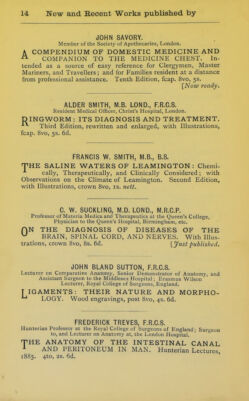 14 New and Recent Works published by
JOHN SAVORY.
Member of the Society of Apothecaries, London.
A COMPENDIUM OF DOMESTIC MEDICINE AND
COMPANION TO THE MEDICINE CHEST. In-
tended as a source of easy reference for Clergymen, Master
Mariners, and Travellers; and for Families resident at a distance
from professional assistance. Tenth Edition, fcap. 8vo, 5s.
[Now ready.
ALDER SMITH, M.B. LOND., F.R.C.S.
Resident Medical Officer, Christ's Hospital, London.
RINGWORM: ITS DIAGNOSIS AND TREATMENT.
Third Edition, rewritten and enlarged, with Illustrations,
fcap. 8vo, 5s. 6d.
FRANCIS W. SMITH, M.B., B.S.
THE SALINE WATERS OF LEAMINGTON: Chemi-
cally, Therapeutically, and Clinically Considered; with
Observations on the Climate of Leamington. Second Edition,
with Illustrations, crown 8vo, 1s. nett.
C. W. SUCKLING, M.D. LOND., M.R.C.P.
Professor of Materia Medica and Therapeutics at the Queen's College,
Physician to the Queen's Hospital, Birmingham, etc.
ON THE DIAGNOSIS OF DISEASES OF THE
BRAIN, SPINAL CORD, AND NERVES. With Illus-
trations, crown 8vo, 8s. 6d. [Just published.
JOHN BLAND SUTTON, F.R.C.S.
Lecturer on Comparative Anatomy, Senior Demonstrator of Anatomy, and
Assistant Surgeon to the Middlesex Hospital; Erasmus Wilson
Lecturer, Royal College of Surgeons, England.
LIGAMENTS: THEIR NATURE AND MORPHO-
LOGY. Wood engravings, post 8vo, 4s. 6d.
FREDERICK TREVES, F.R.C.S.
Hunterian Professor at the Royal College of Surgeons of England; Surgeon
to, and Lecturer on Anatomy at, the London Hospital.
THE ANATOMY OF THE INTESTINAL CANAL
AND PERITONEUM IN MAN. Hunterian Lectures,
1885. 4to, 2s. 6d.